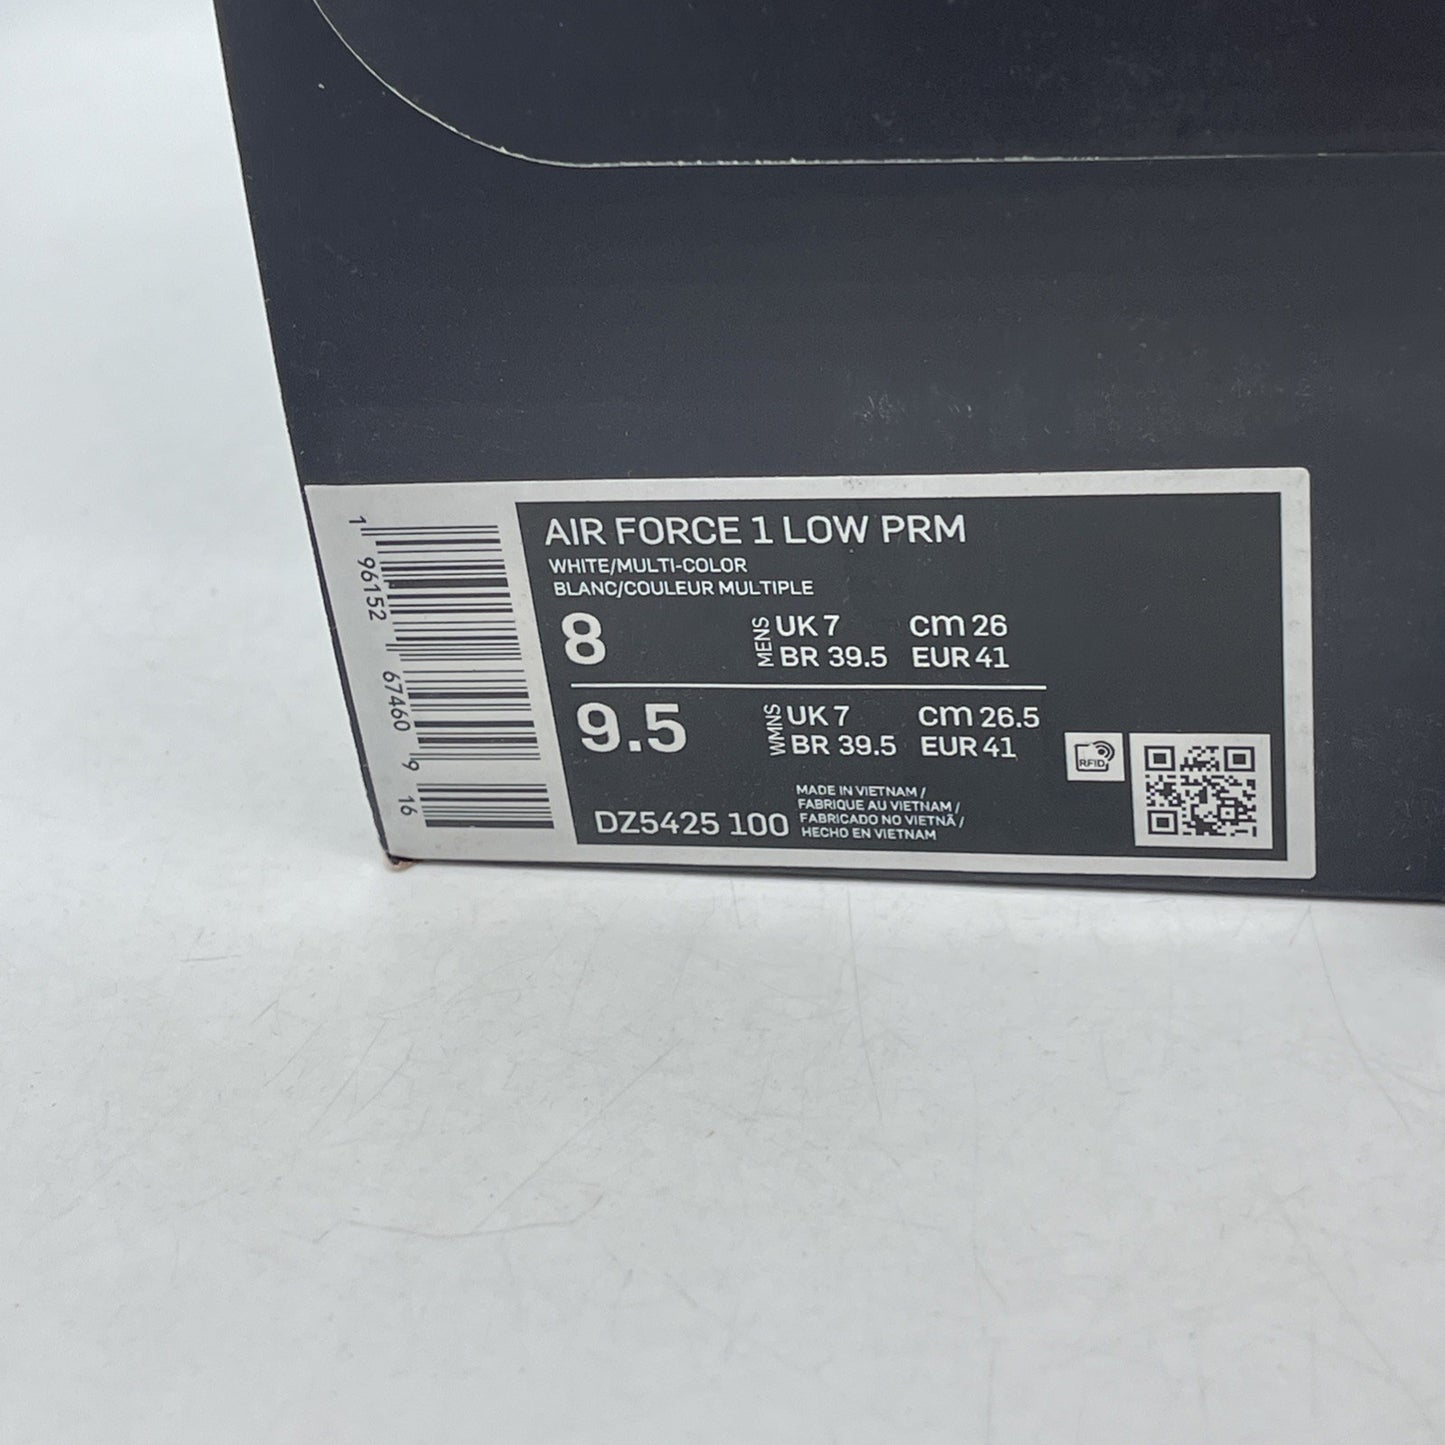 AIR FORCE 1 LOW PRM
WHITE/MULTI-COLOR
BLANC/COULEUR MULTIPLE
8 MENS UK 7 cm 26
BR 39.5 EUR 41
9.5 WMNS UK 7 cm 26.5
BR 39.5 EUR 41
DZ5425 100
MADE IN VIETNAM /
FABRIQUE AU VIETNAM /
FABRICADO NO VIETNÃ /
HECHO EN VIETNAM
RFID
1 96152 67460 9 16